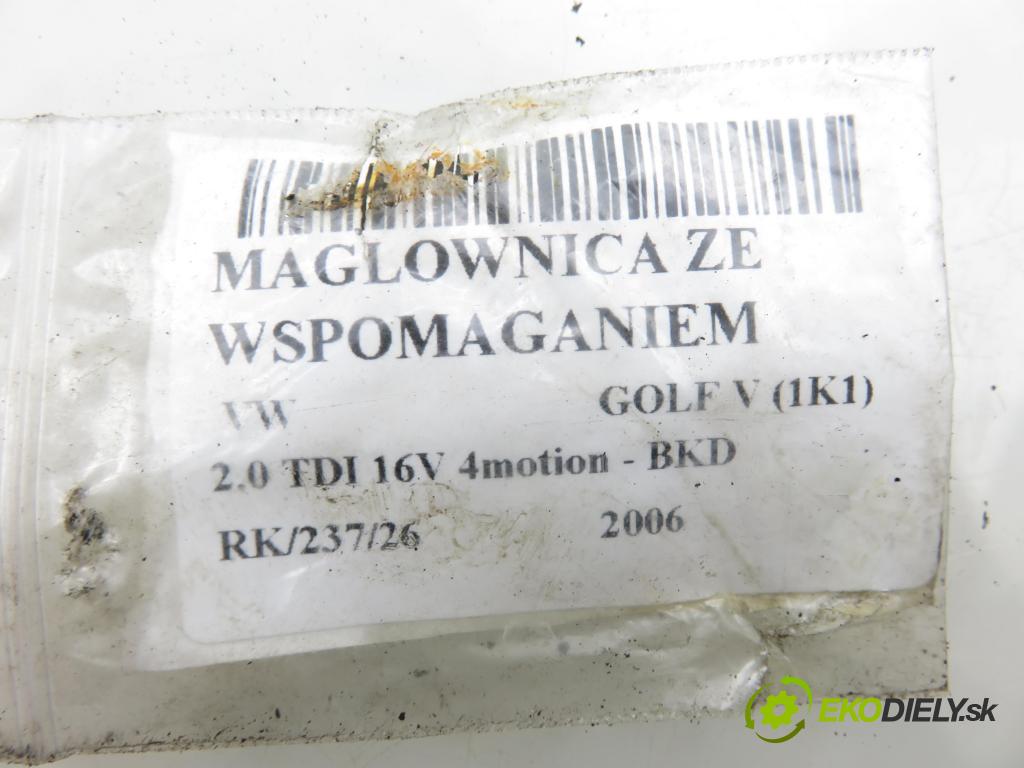 MAGLOWNICA ZE
WSPOMAGANIEM
VW GOLF V (1K1)
2.0 TDI 16V 4motion - BKD
RK/237/26 2006
EKODIELY.sk